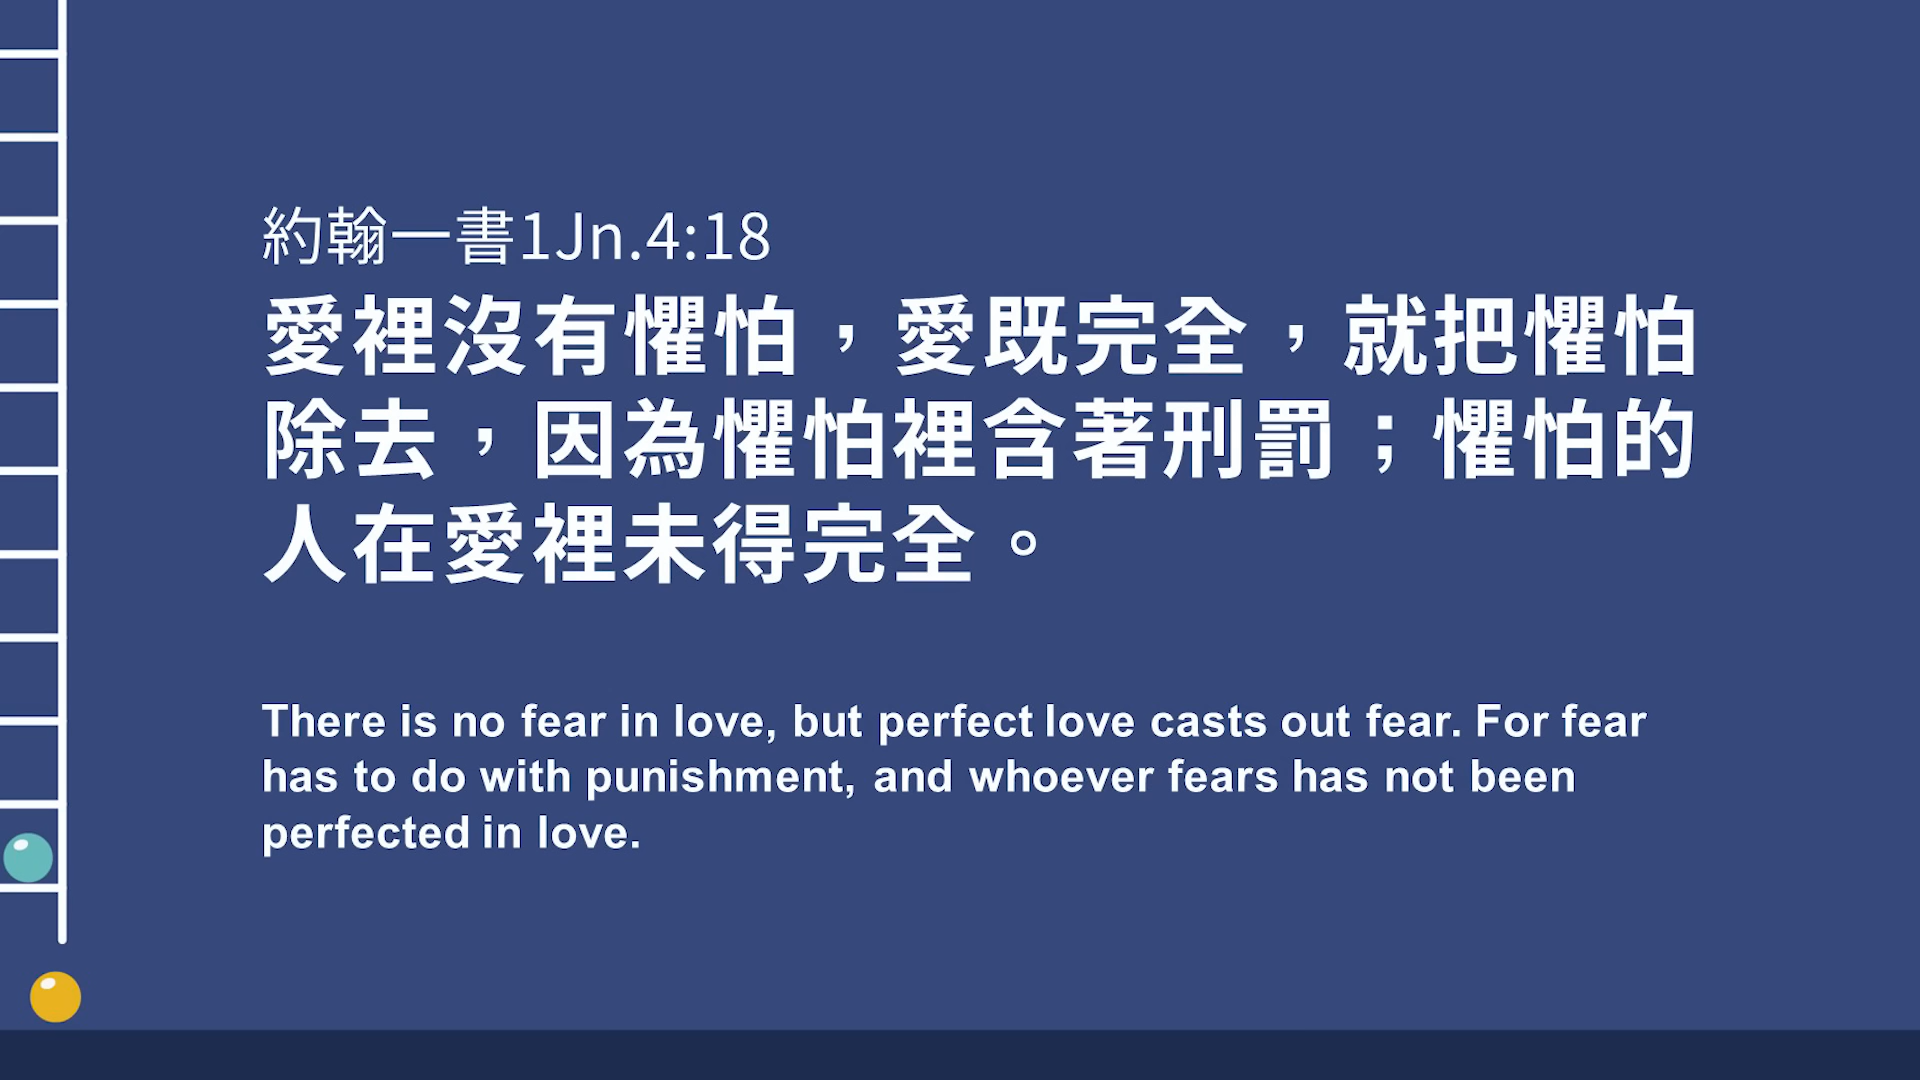 約翰一書1Jn.4:18
愛裡沒有懼怕，愛既完全，就把懼怕
除去，因為懼怕裡含著刑罰；懼怕的
人在愛裡未得完全。
There is no fear in love, but perfect love casts out fear. For fear
has to do with punishment, and whoever fears has not been
perfected in love.